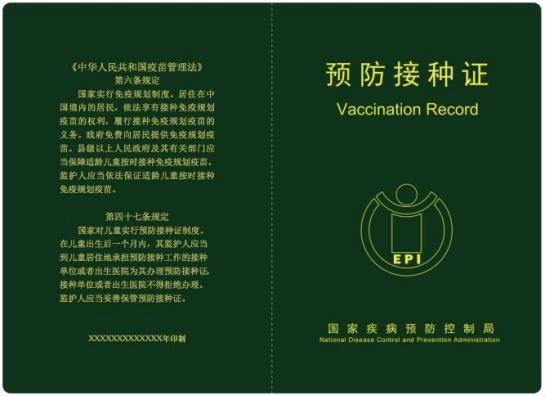 《中华人民共和国疫苗管理法》
第六条规定
国家实行免疫规划制度。居住在中
国境内的居民，依法享有接种免疫规划
疫苗的权利，履行接种免疫规划疫苗的
义务。政府免费向居民提供免疫规划疫
苗。县级以上人民政府及其有关部门应
当保障适龄儿童按时接种免疫规划疫苗。
监护人应当依法保证适龄儿童按时接种
免疫规划疫苗。
第四十七条规定
国家对儿童实行预防接种证制度。
在儿童出生后一个月内，其监护人应当
到儿童居住地承担预防接种工作的接种
单位或者出生医院为其办理预防接种证，
接种单位或者出生医院不得拒绝办理。
监护人应当妥善保管预防接种证。
XXXXXXXXXXXXX年印制
预防接种证
Vaccination Record
EPI
国家疾病预防控制局
National Disease Control and Prevention Administration